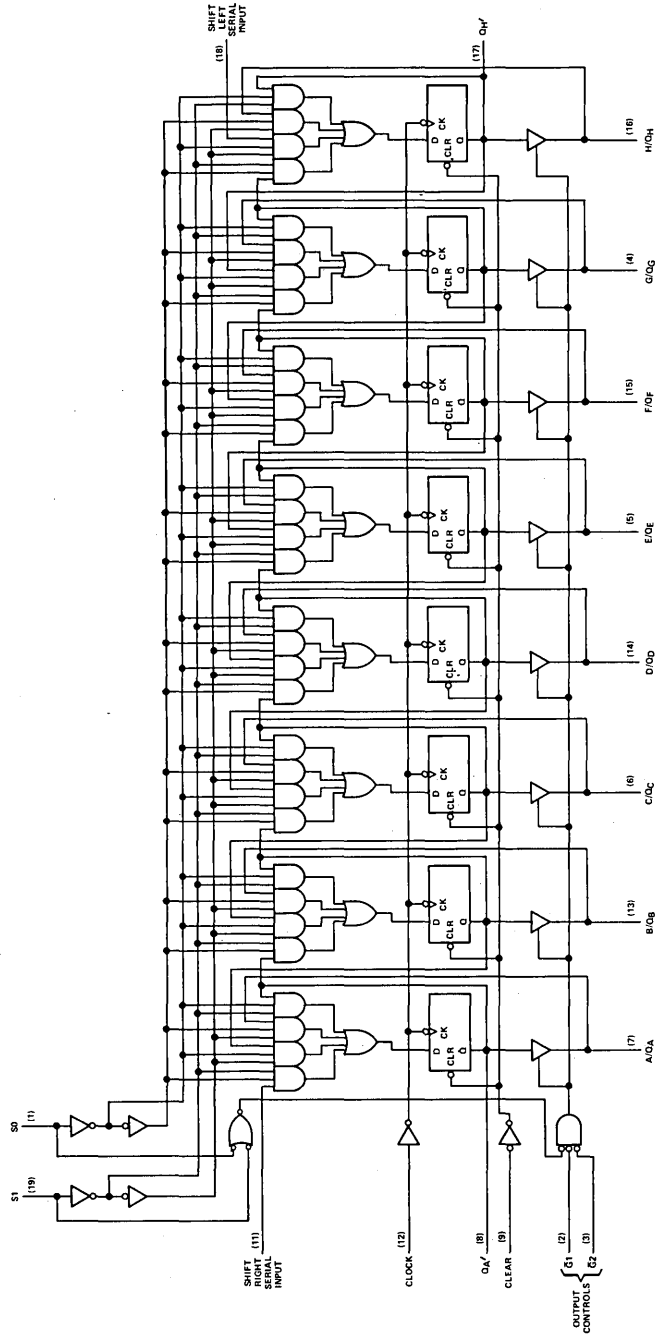 S1
(19)
S0
(1)
SHIFT
LEFT
SERIAL
INPUT
(18)
SHIFT
RIGHT
SERIAL
INPUT
(11)
CLOCK
(12)
D CK
CLR Q
D CK
CLR Q
D CK
CLR Q
D CK
CLR Q
D CK
CLR Q
D CK
CLR Q
D CK
CLR Q
D CK
CLR Q
QA′
(8)
(17)
QH′
CLEAR
(9)
OUTPUT
CONTROLS
G̅1
(2)
G̅2
(3)
(7)
A/QA
(13)
B/QB
(6)
C/QC
(14)
D/QD
(5)
E/QE
(15)
F/QF
(4)
G/QG
(16)
H/QH